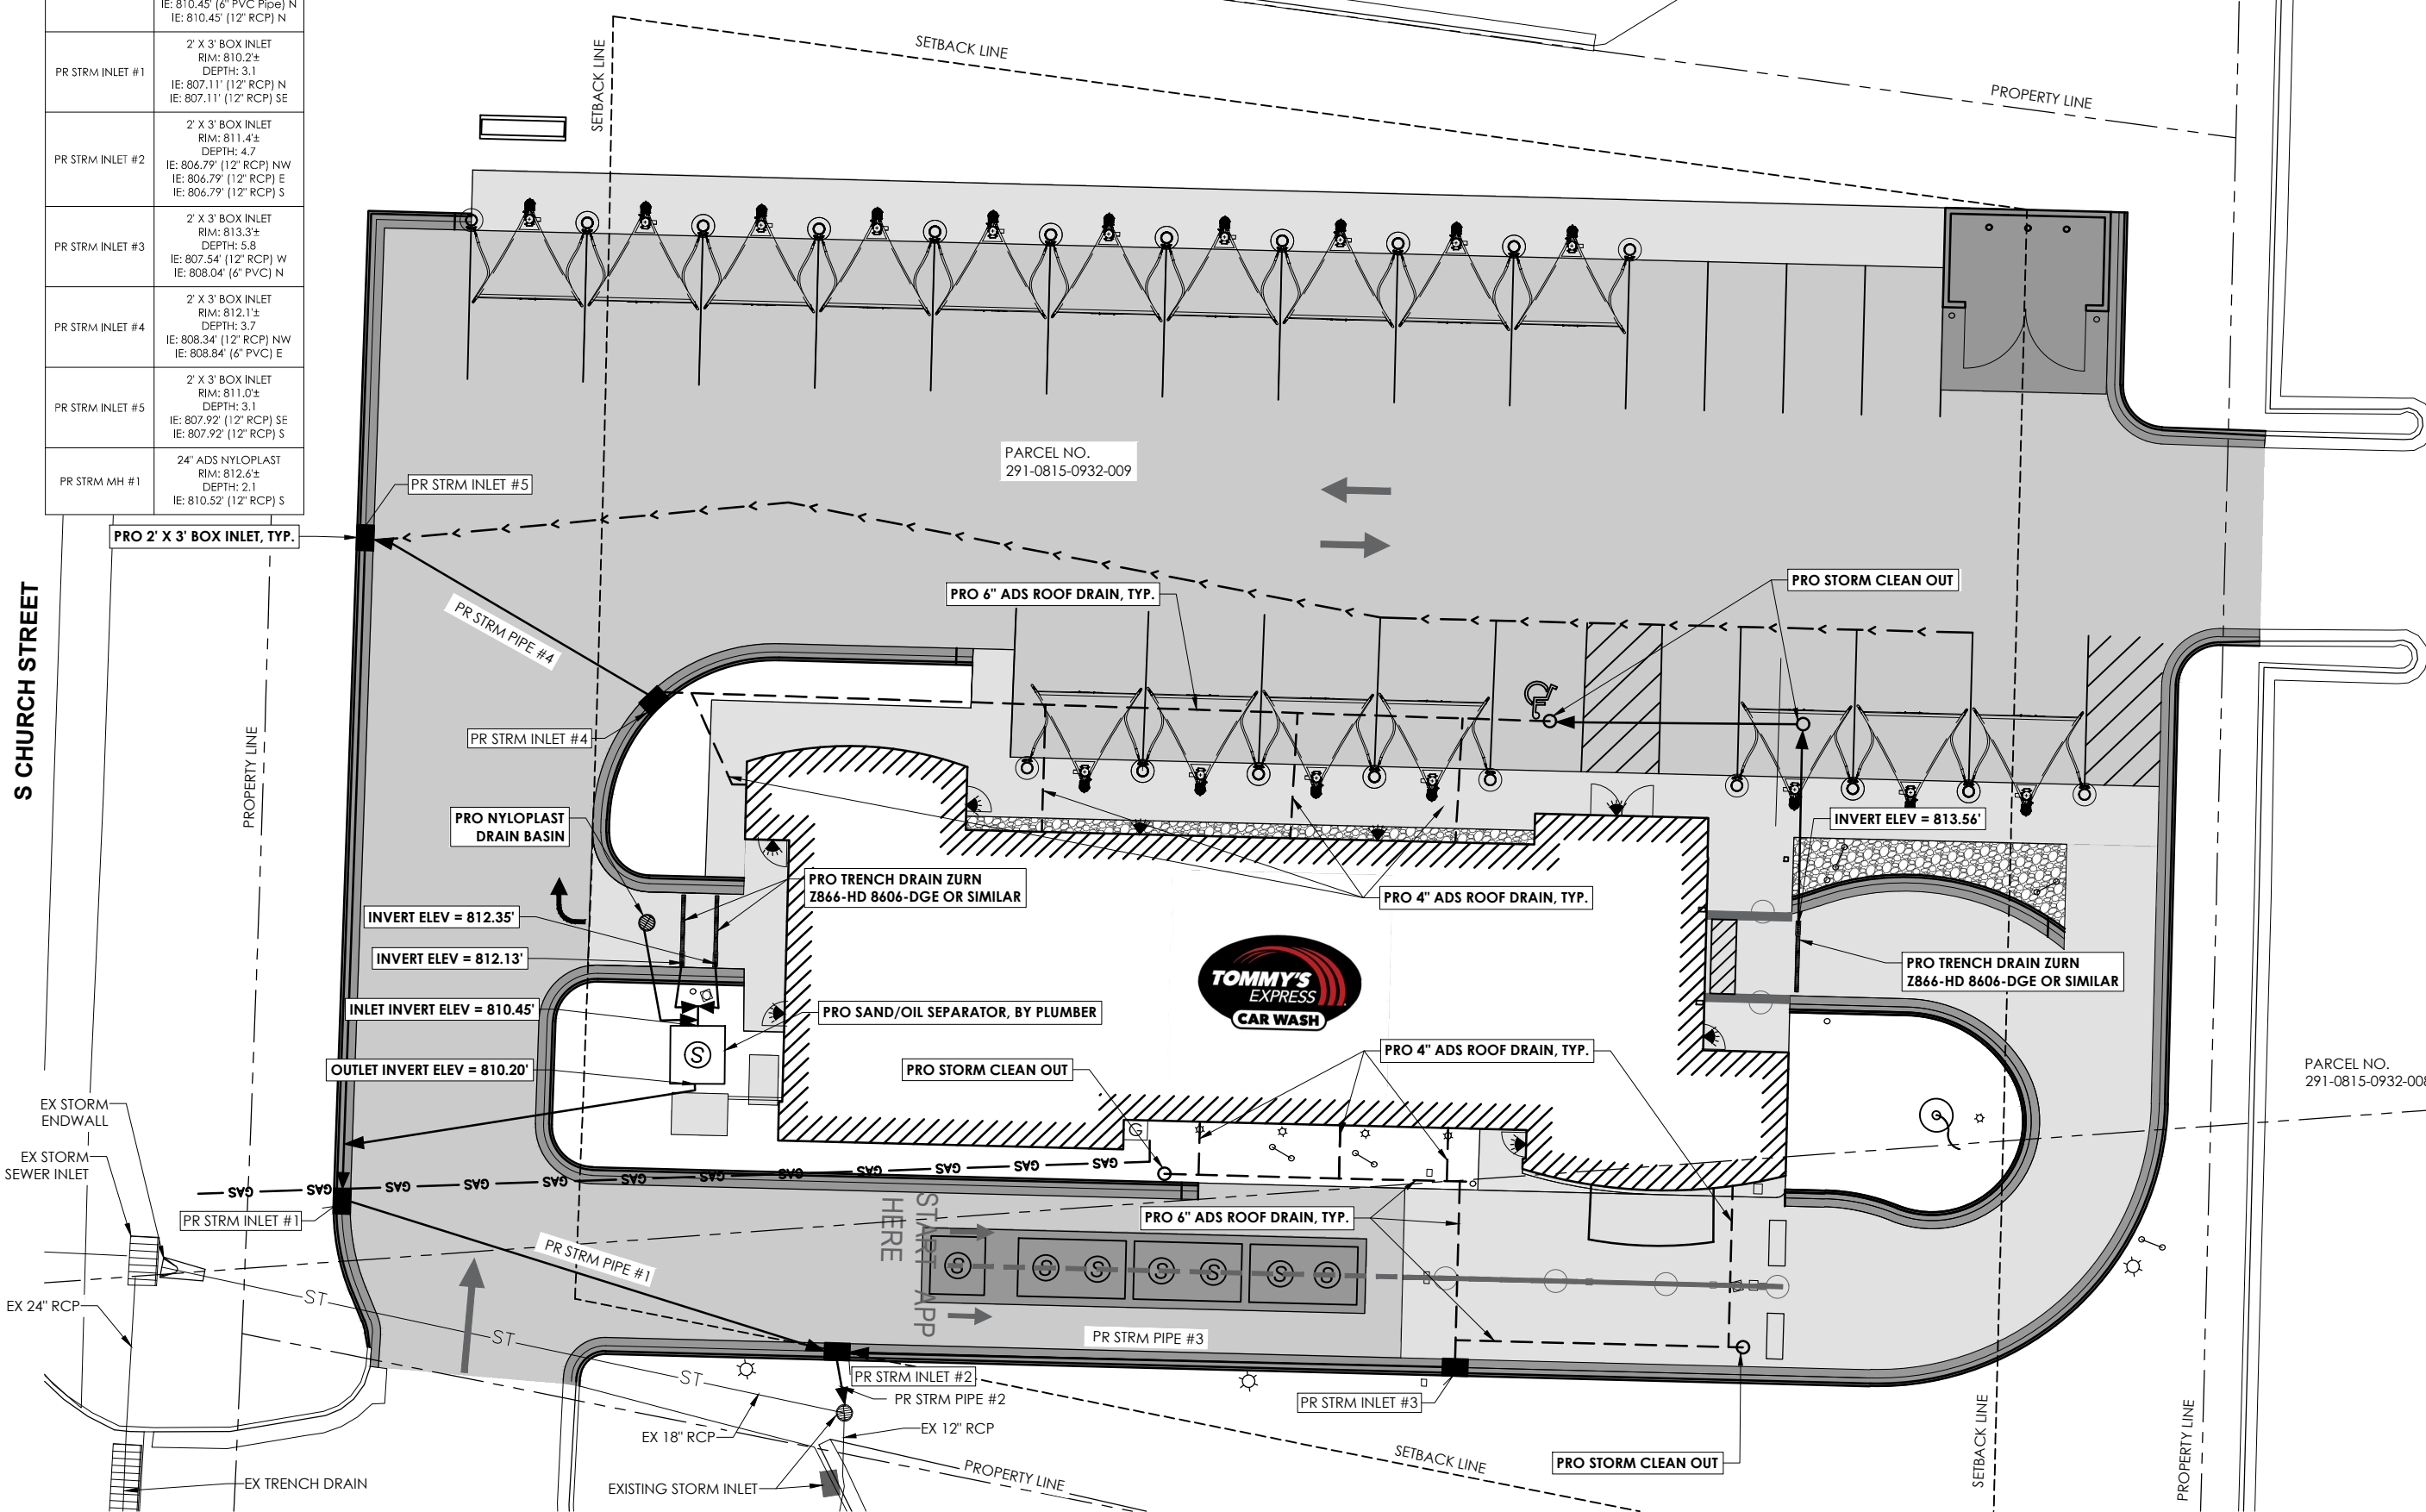 IE: 810.45' (6" PVC Pipe) N
IE: 810.45' (12" RCP) N
PR STRM INLET #1
2' X 3' BOX INLET
RIM: 810.2'±
DEPTH: 3.1
IE: 807.11' (12" RCP) N
IE: 807.11' (12" RCP) SE
PR STRM INLET #2
2' X 3' BOX INLET
RIM: 811.4'±
DEPTH: 4.7
IE: 806.79' (12" RCP) NW
IE: 806.79' (12" RCP) E
IE: 806.79' (12" RCP) S
PR STRM INLET #3
2' X 3' BOX INLET
RIM: 813.3'±
DEPTH: 5.8
IE: 807.54' (12" RCP) W
IE: 808.04' (6" PVC) N
PR STRM INLET #4
2' X 3' BOX INLET
RIM: 812.1'±
DEPTH: 3.7
IE: 808.34' (12" RCP) NW
IE: 808.84' (6" PVC) E
PR STRM INLET #5
2' X 3' BOX INLET
RIM: 811.0'±
DEPTH: 3.1
IE: 807.92' (12" RCP) SE
IE: 807.92' (12" RCP) S
PR STRM MH #1
24" ADS NYLOPLAST
RIM: 812.6'±
DEPTH: 2.1
IE: 810.52' (12" RCP) S
SETBACK LINE
SETBACK LINE
PROPERTY LINE
PARCEL NO.
291-0815-0932-009
PR STRM INLET #5
PRO 2' X 3' BOX INLET, TYP.
S CHURCH STREET
PROPERTY LINE
PR STRM PIPE #4
PRO 6" ADS ROOF DRAIN, TYP.
PRO STORM CLEAN OUT
PR STRM INLET #4
PRO NYLOPLAST
DRAIN BASIN
INVERT ELEV = 813.56'
PRO TRENCH DRAIN ZURN
Z866-HD 8606-DGE OR SIMILAR
PRO 4" ADS ROOF DRAIN, TYP.
INVERT ELEV = 812.35'
INVERT ELEV = 812.13'
TOMMY'S
EXPRESS
CAR WASH
PRO TRENCH DRAIN ZURN
Z866-HD 8606-DGE OR SIMILAR
INLET INVERT ELEV = 810.45'
PRO SAND/OIL SEPARATOR, BY PLUMBER
S
OUTLET INVERT ELEV = 810.20'
PRO STORM CLEAN OUT
PRO 4" ADS ROOF DRAIN, TYP.
PARCEL NO.
291-0815-0932-008
EX STORM
ENDWALL
EX STORM
SEWER INLET
G
GAS GAS GAS GAS GAS GAS GAS GAS GAS GAS GAS GAS
PR STRM INLET #1
PRO 6" ADS ROOF DRAIN, TYP.
START APP
HERE
PR STRM PIPE #1
S S S S S S S
EX 24" RCP
ST
ST
ST
PR STRM PIPE #3
PR STRM INLET #2
PR STRM PIPE #2
PR STRM INLET #3
EX 18" RCP
EX 12" RCP
EX TRENCH DRAIN
EXISTING STORM INLET
PROPERTY LINE
SETBACK LINE
PRO STORM CLEAN OUT
SETBACK LINE
PROPERTY LINE